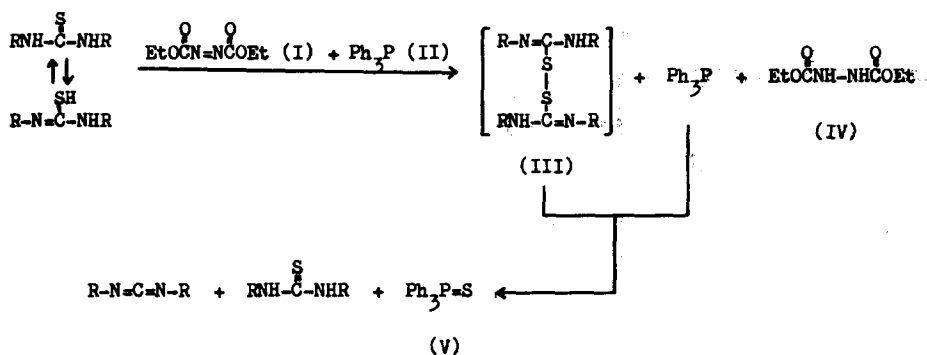 S
RNH-C-NHR
SH
R-N=C-NHR
O O
EtOCN=NCOEt (I) + Ph3P (II)
R-N=C-NHR
S
S
RNH-C=N-R
(III)
+ Ph3P +
O O
EtOCNH-NHCOEt
(IV)
R-N=C=N-R +
S
RNH-C-NHR
+ Ph3P=S
(V)